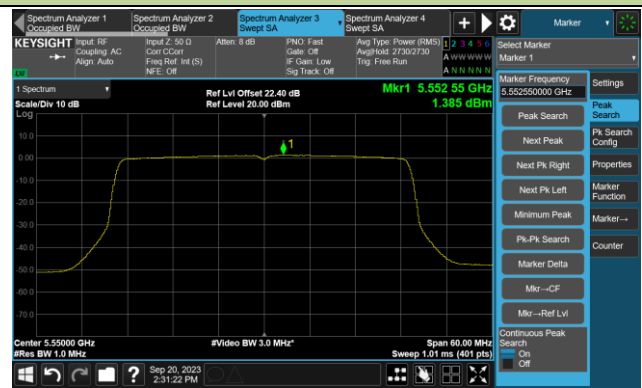 Spectrum Analyzer 1
Occupied BW
Spectrum Analyzer 2
Occupied BW
Spectrum Analyzer 3
Swept SA
Spectrum Analyzer 4
Swept SA
+
Marker
KEYSIGHT
Input: RF
Coupling: AC
Align: Auto
Input Z: 50 Ω
Corr CCorr
Freq Ref: Int (S)
NFE: Off
Atten: 8 dB
PNO: Fast
Gate: Off
IF Gain: Low
Sig Track: Off
Avg Type: Power (RMS)
Avg|Hold: 2730/2730
Trig: Free Run
1 2 3 4 5 6
A W W W W W
A N N N N N
LW
Select Marker
Marker 1
1 Spectrum
Scale/Div 10 dB
Log
Ref Lvl Offset 22.40 dB
Ref Level 20.00 dBm
Mkr1 5.552 55 GHz
1.385 dBm
10.0
0.00
-10.0
-20.0
-30.0
-40.0
-50.0
-60.0
-70.0
1
Center 5.55000 GHz
#Res BW 1.0 MHz
#Video BW 3.0 MHz*
Span 60.00 MHz
Sweep 1.01 ms (401 pts)
Marker Frequency
5.552550000 GHz
Peak Search
Next Peak
Next Pk Right
Next Pk Left
Minimum Peak
Pk-Pk Search
Marker Delta
Mkr→CF
Mkr→Ref Lvl
Continuous Peak
Search
On
Off
Settings
Peak
Search
Pk Search
Config
Properties
Marker
Function
Marker→
Counter
?
Sep 20, 2023
2:31:22 PM